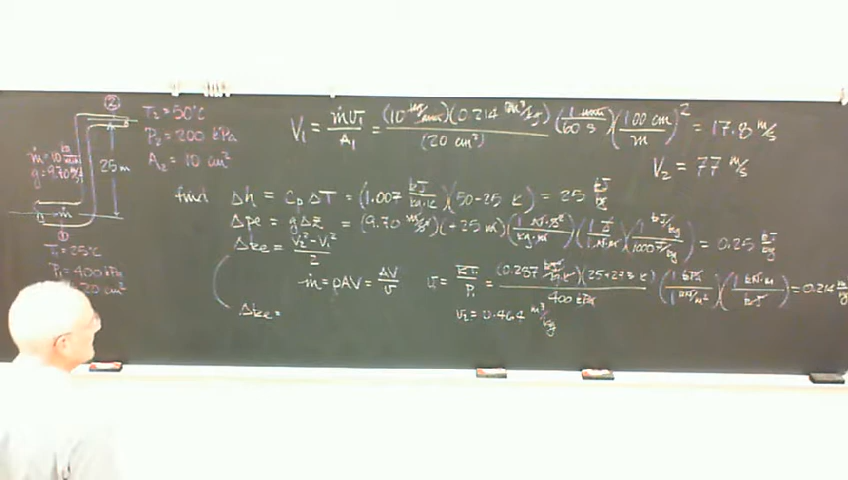 ②
T₂ = 50°C
P₂ = 200 kPa
A₂ = 10 cm²
ṁ = 10 kg/min
g = 9.70 m/s²
25 m
①
T₁ = 25°C
P₁ = 400 kPa
20 cm²
V₁ = ṁv₁/A₁ = (10 kg/min)(0.214 m³/kg)/(20 cm²) (1 min/60 s)(100 cm/m)² = 17.8 m/s
V₂ = 77 m/s
find Δh = cp ΔT = (1.007 kJ/kg·K)(50-25 K) = 25 kJ/kg
Δpe = gΔz = (9.70 m/s²)(+25 m)(1 N·s²/kg·m)(1 J/1 N·m)(1 kJ/kg/1000 J/kg) = 0.25 kJ/kg
Δke = V₂²-V₁²/2
ṁ = ρAV = AV/v v = RT/P₁ = (0.287 kJ/kg·K)(25+273 K)/400 kPa (1 kPa/1 kN/m²)(1 kN·m/kJ) = 0.214
v₂ = 0.464 m³/kg
Δke =